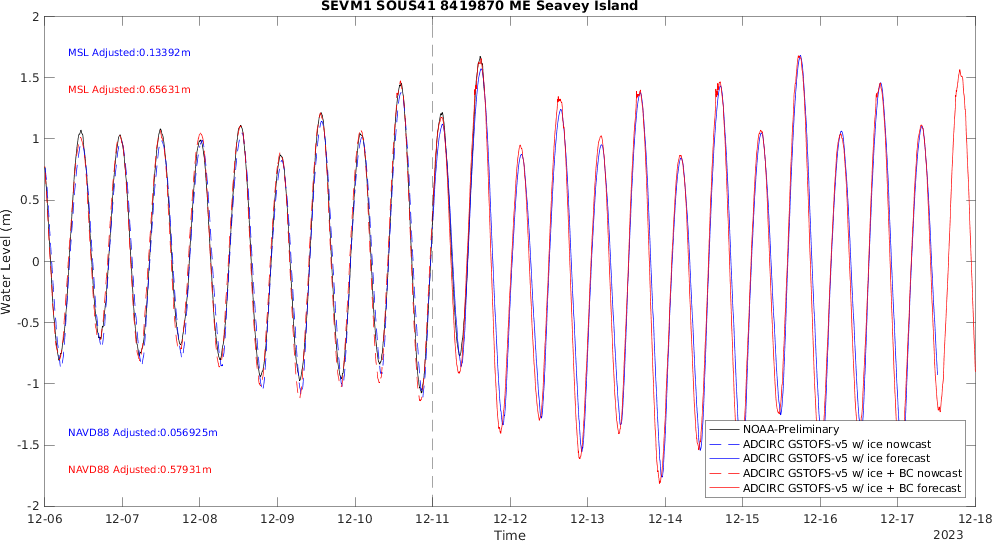 SEVM1 SOUS41 8419870 ME Seavey Island
2
1.5
1
0.5
0
-0.5
-1
-1.5
-2
Water Level (m)
MSL Adjusted:0.13392m
MSL Adjusted:0.65631m
NAVD88 Adjusted:0.056925m
NAVD88 Adjusted:0.57931m
NOAA-Preliminary
ADCIRC GSTOFS-v5 w/ ice nowcast
ADCIRC GSTOFS-v5 w/ ice forecast
ADCIRC GSTOFS-v5 w/ ice + BC nowcast
ADCIRC GSTOFS-v5 w/ ice + BC forecast
12-06 12-07 12-08 12-09 12-10 12-11 12-12 12-13 12-14 12-15 12-16 12-17 12-18
Time
2023